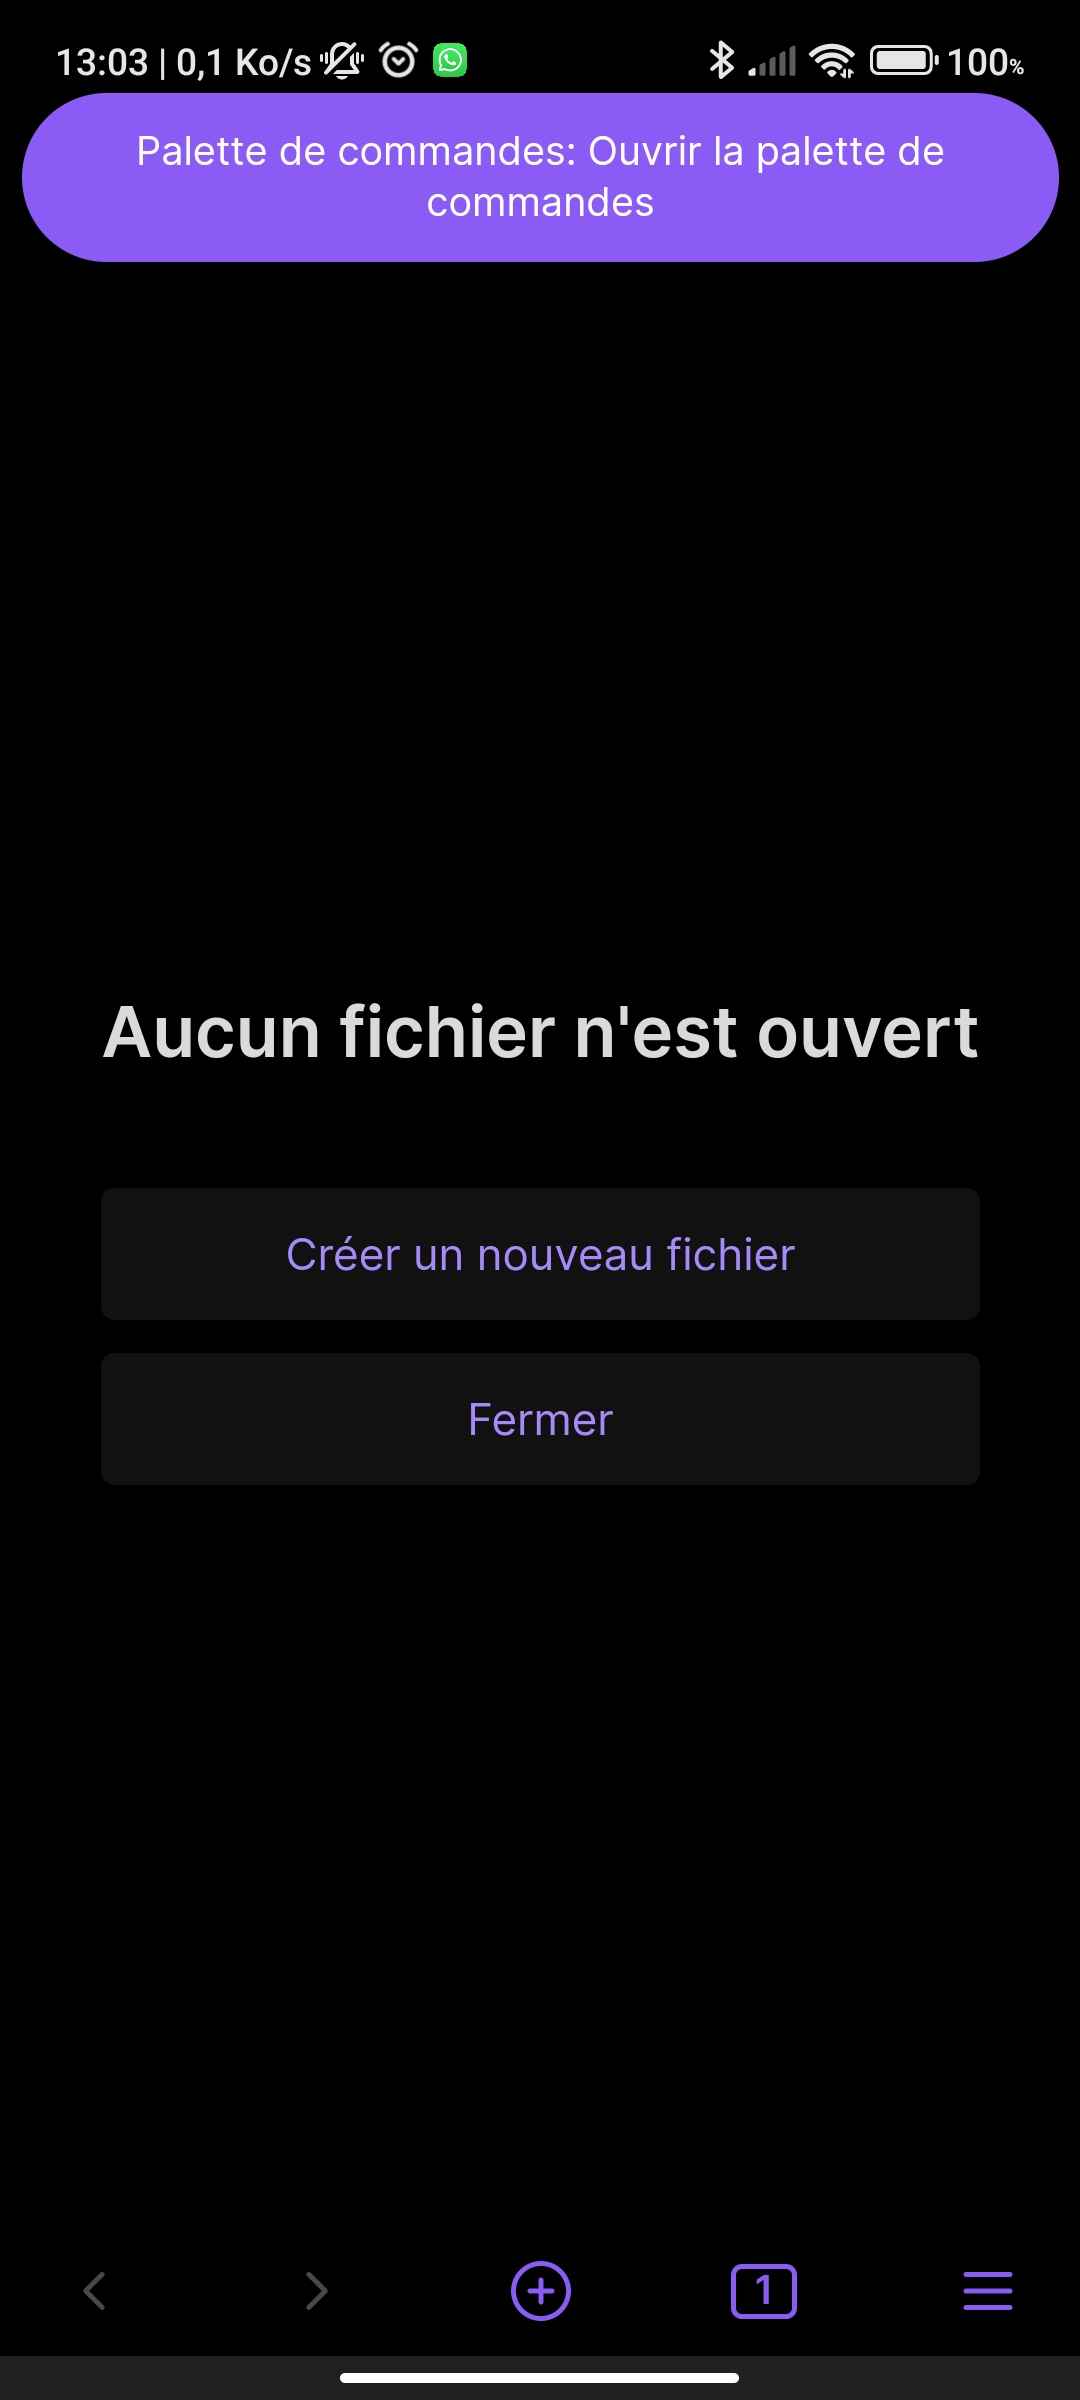 13:03 | 0,1 Ko/s
100%
Palette de commandes: Ouvrir la palette de
commandes
Aucun fichier n'est ouvert
Créer un nouveau fichier
Fermer
1